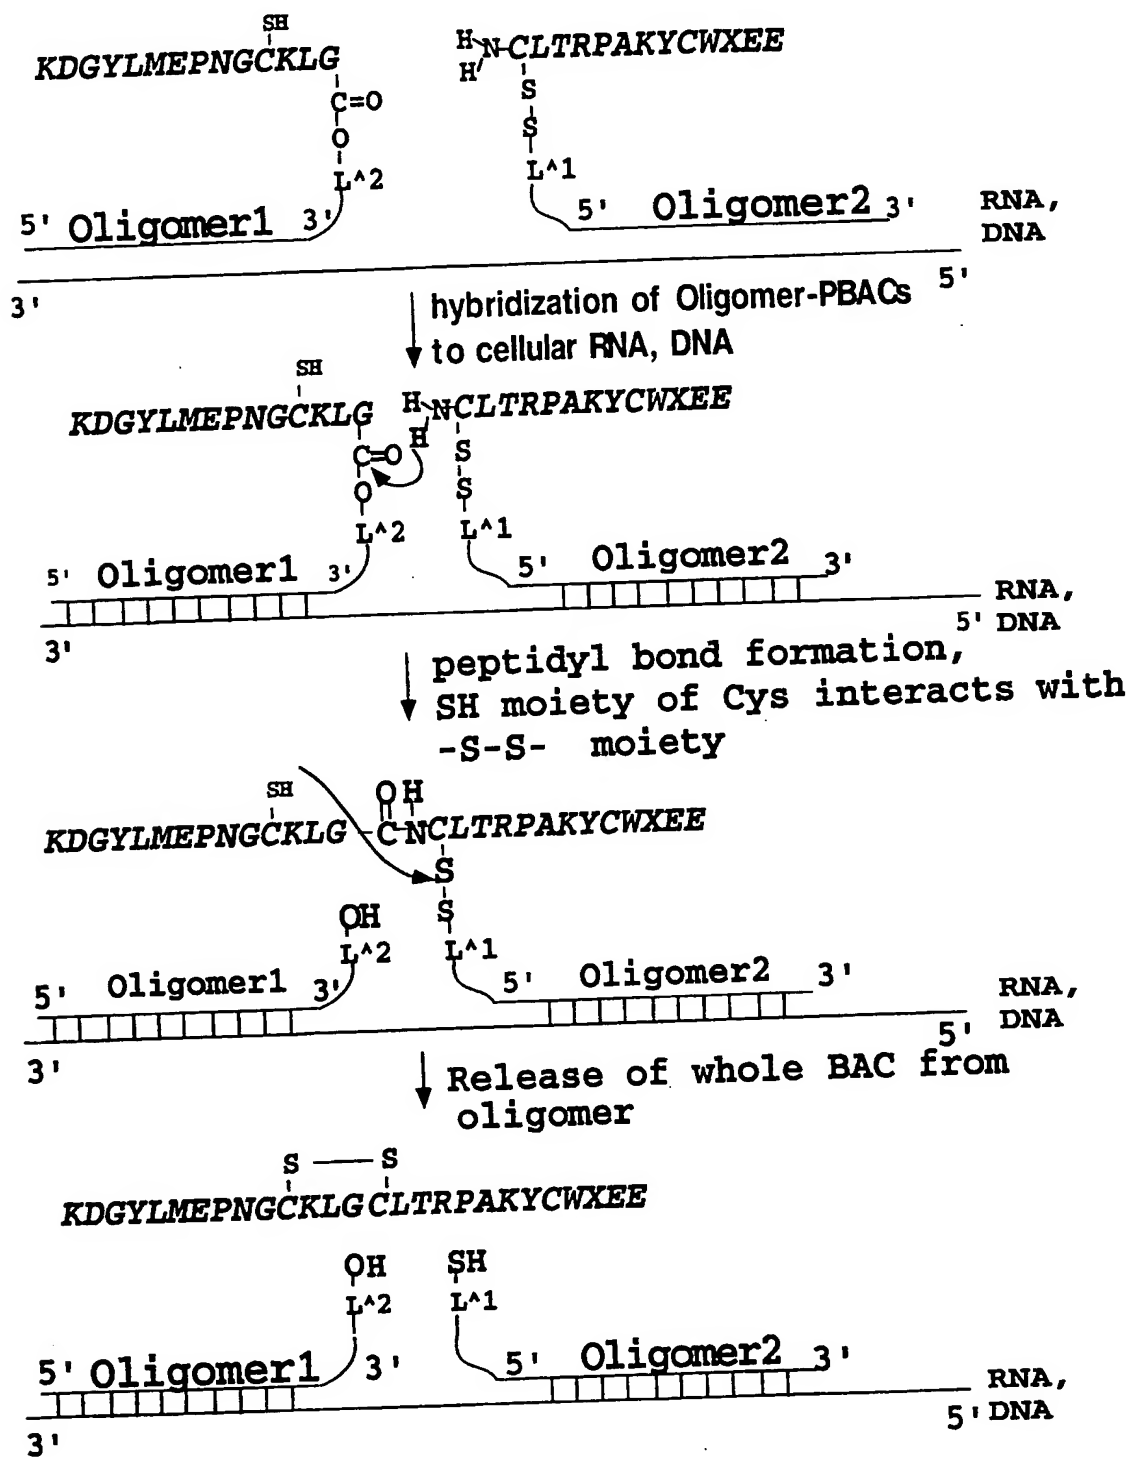 SH
KDGYLMEPNGCKLG
C=O
O
L^2
H
H
N-CLTRPAKYCWXEE
S
S
L^1
5' Oligomer1 3'
5' Oligomer2 3'
RNA,
DNA
3'
5'
hybridization of Oligomer-PBACs
to cellular RNA, DNA
SH
KDGYLMEPNGCKLG
C=O
O
L^2
H
H
N-CLTRPAKYCWXEE
S
S
L^1
5' Oligomer1 3'
5' Oligomer2 3'
RNA,
DNA
3'
5'
peptidyl bond formation,
SH moiety of Cys interacts with
-S-S- moiety
SH
O H
KDGYLMEPNGCKLG-C-NCLTRPAKYCWXEE
S
S
OH
L^2
L^1
5' Oligomer1 3'
5' Oligomer2 3'
RNA,
DNA
3'
5'
Release of whole BAC from
oligomer
S — S
KDGYLMEPNGCKLGCLTRPAKYCWXEE
OH SH
L^2 L^1
5' Oligomer1 3'
5' Oligomer2 3'
RNA,
DNA
3'
5'